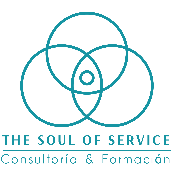 THE SOUL OF SERVICE
Consultoría & Formación